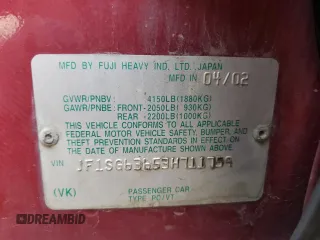 MFD BY FUJI HEAVY IND. LTD. JAPAN
MFD IN 04/02
GVWR/PNBV 4150LB(1880KG)
GAWR/PNBE: FRONT-2050LB( 930KG)
REAR -2200LB(1000KG)
THIS VEHICLE CONFORMS TO ALL APPLICABLE
FEDERAL MOTOR VEHICLE SAFETY, BUMPER, AND
THEFT PREVENTION STANDARDS IN EFFECT ON
THE DATE OF MANUFACTURE SHOWN ABOVE.
VIN
(VK)
PASSENGER CAR
TYPE PC/VT
DREAMBID